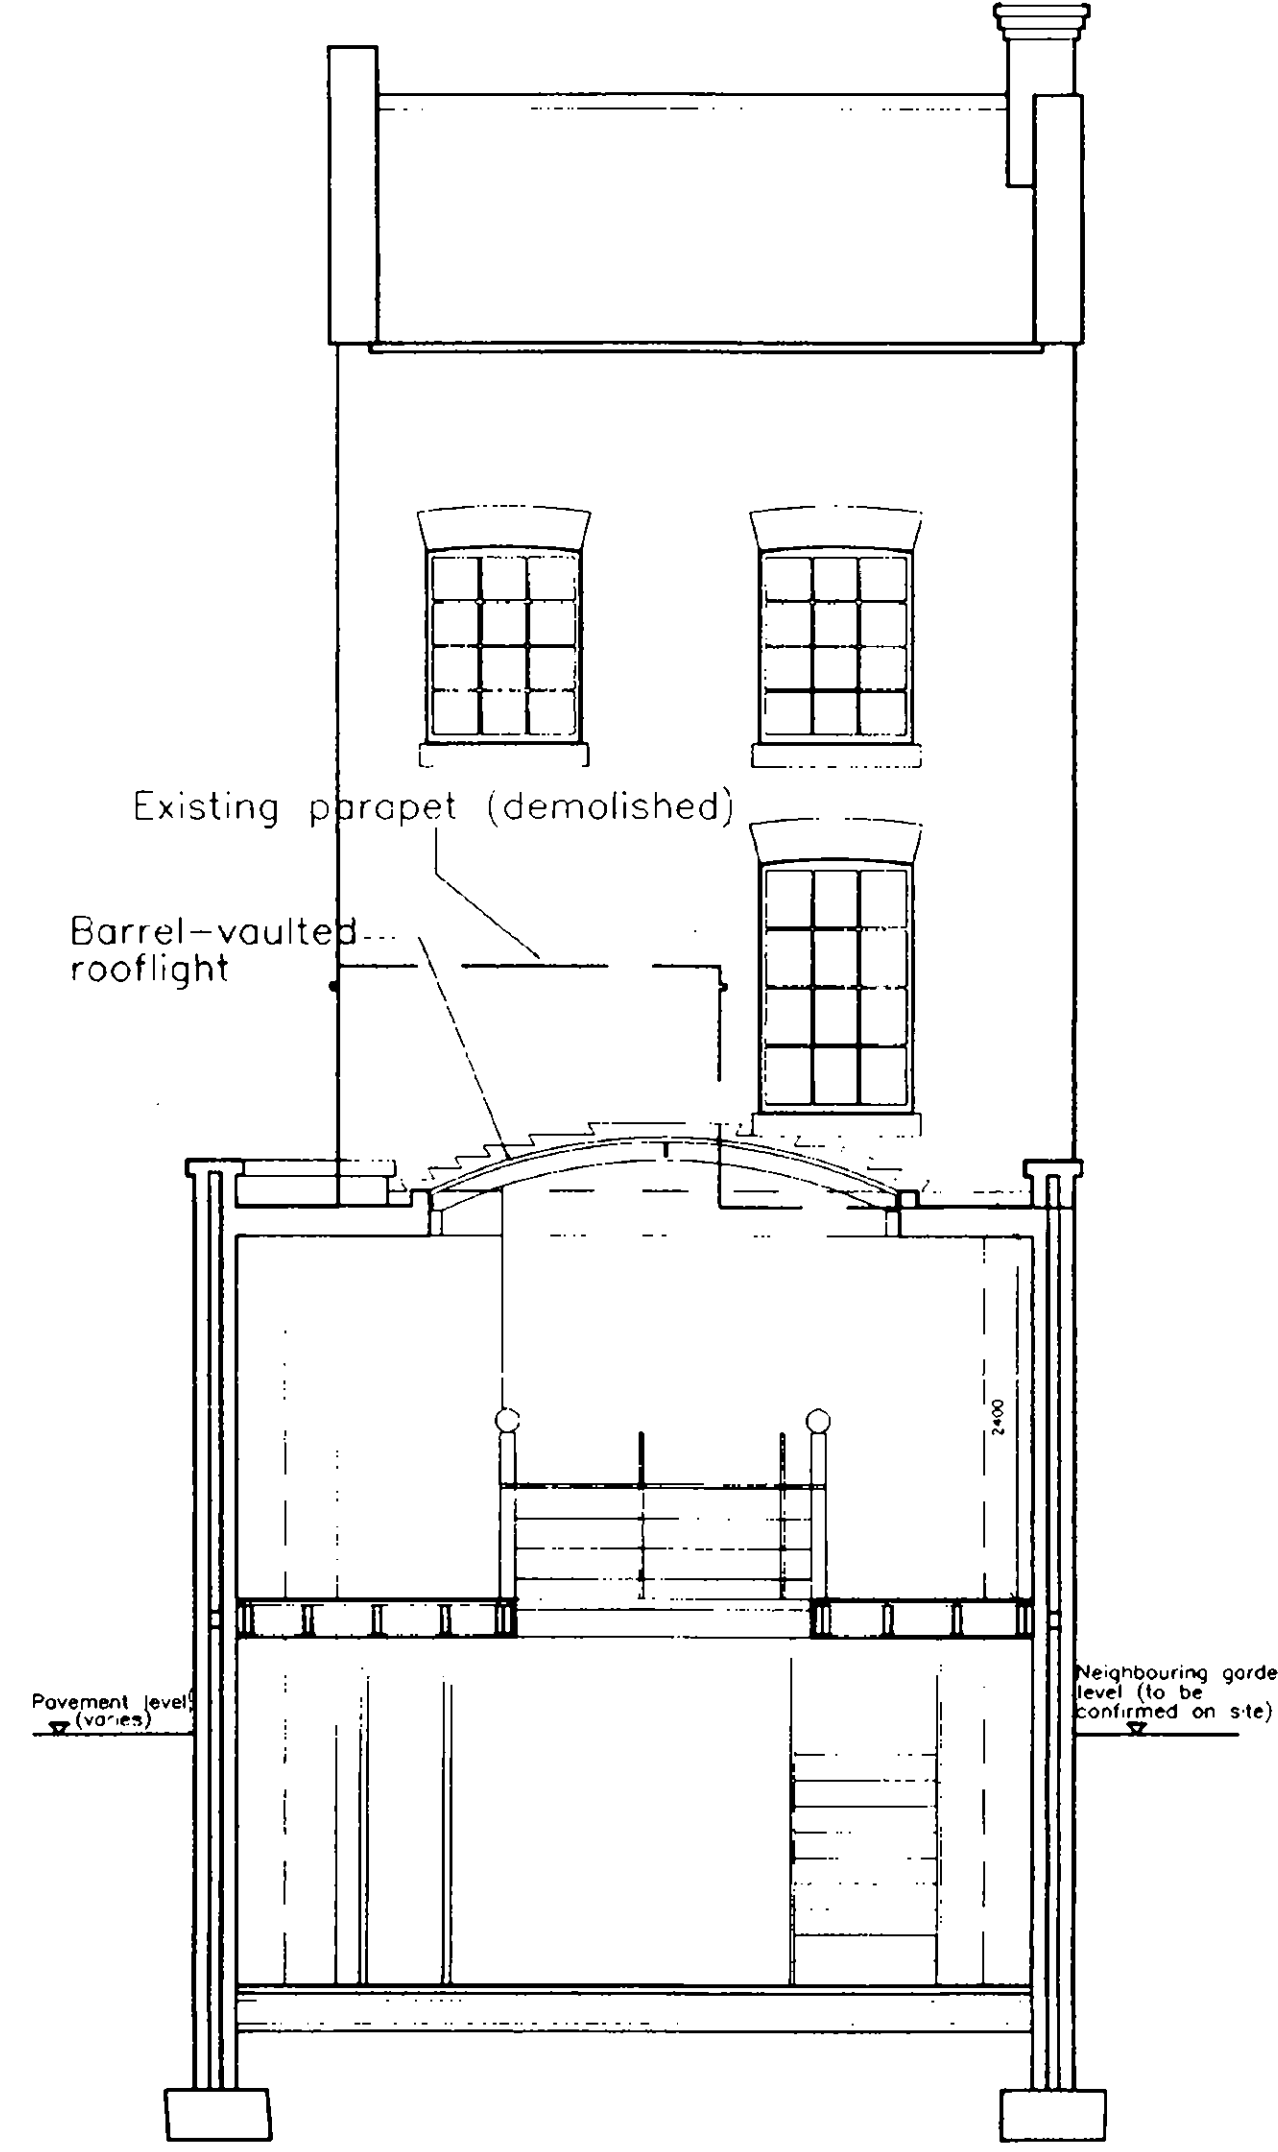 Existing parapet (demolished)
Barrel-vaulted
rooflight
2400
Pavement level
(varies)
Neighbouring garde
level (to be
confirmed on site)